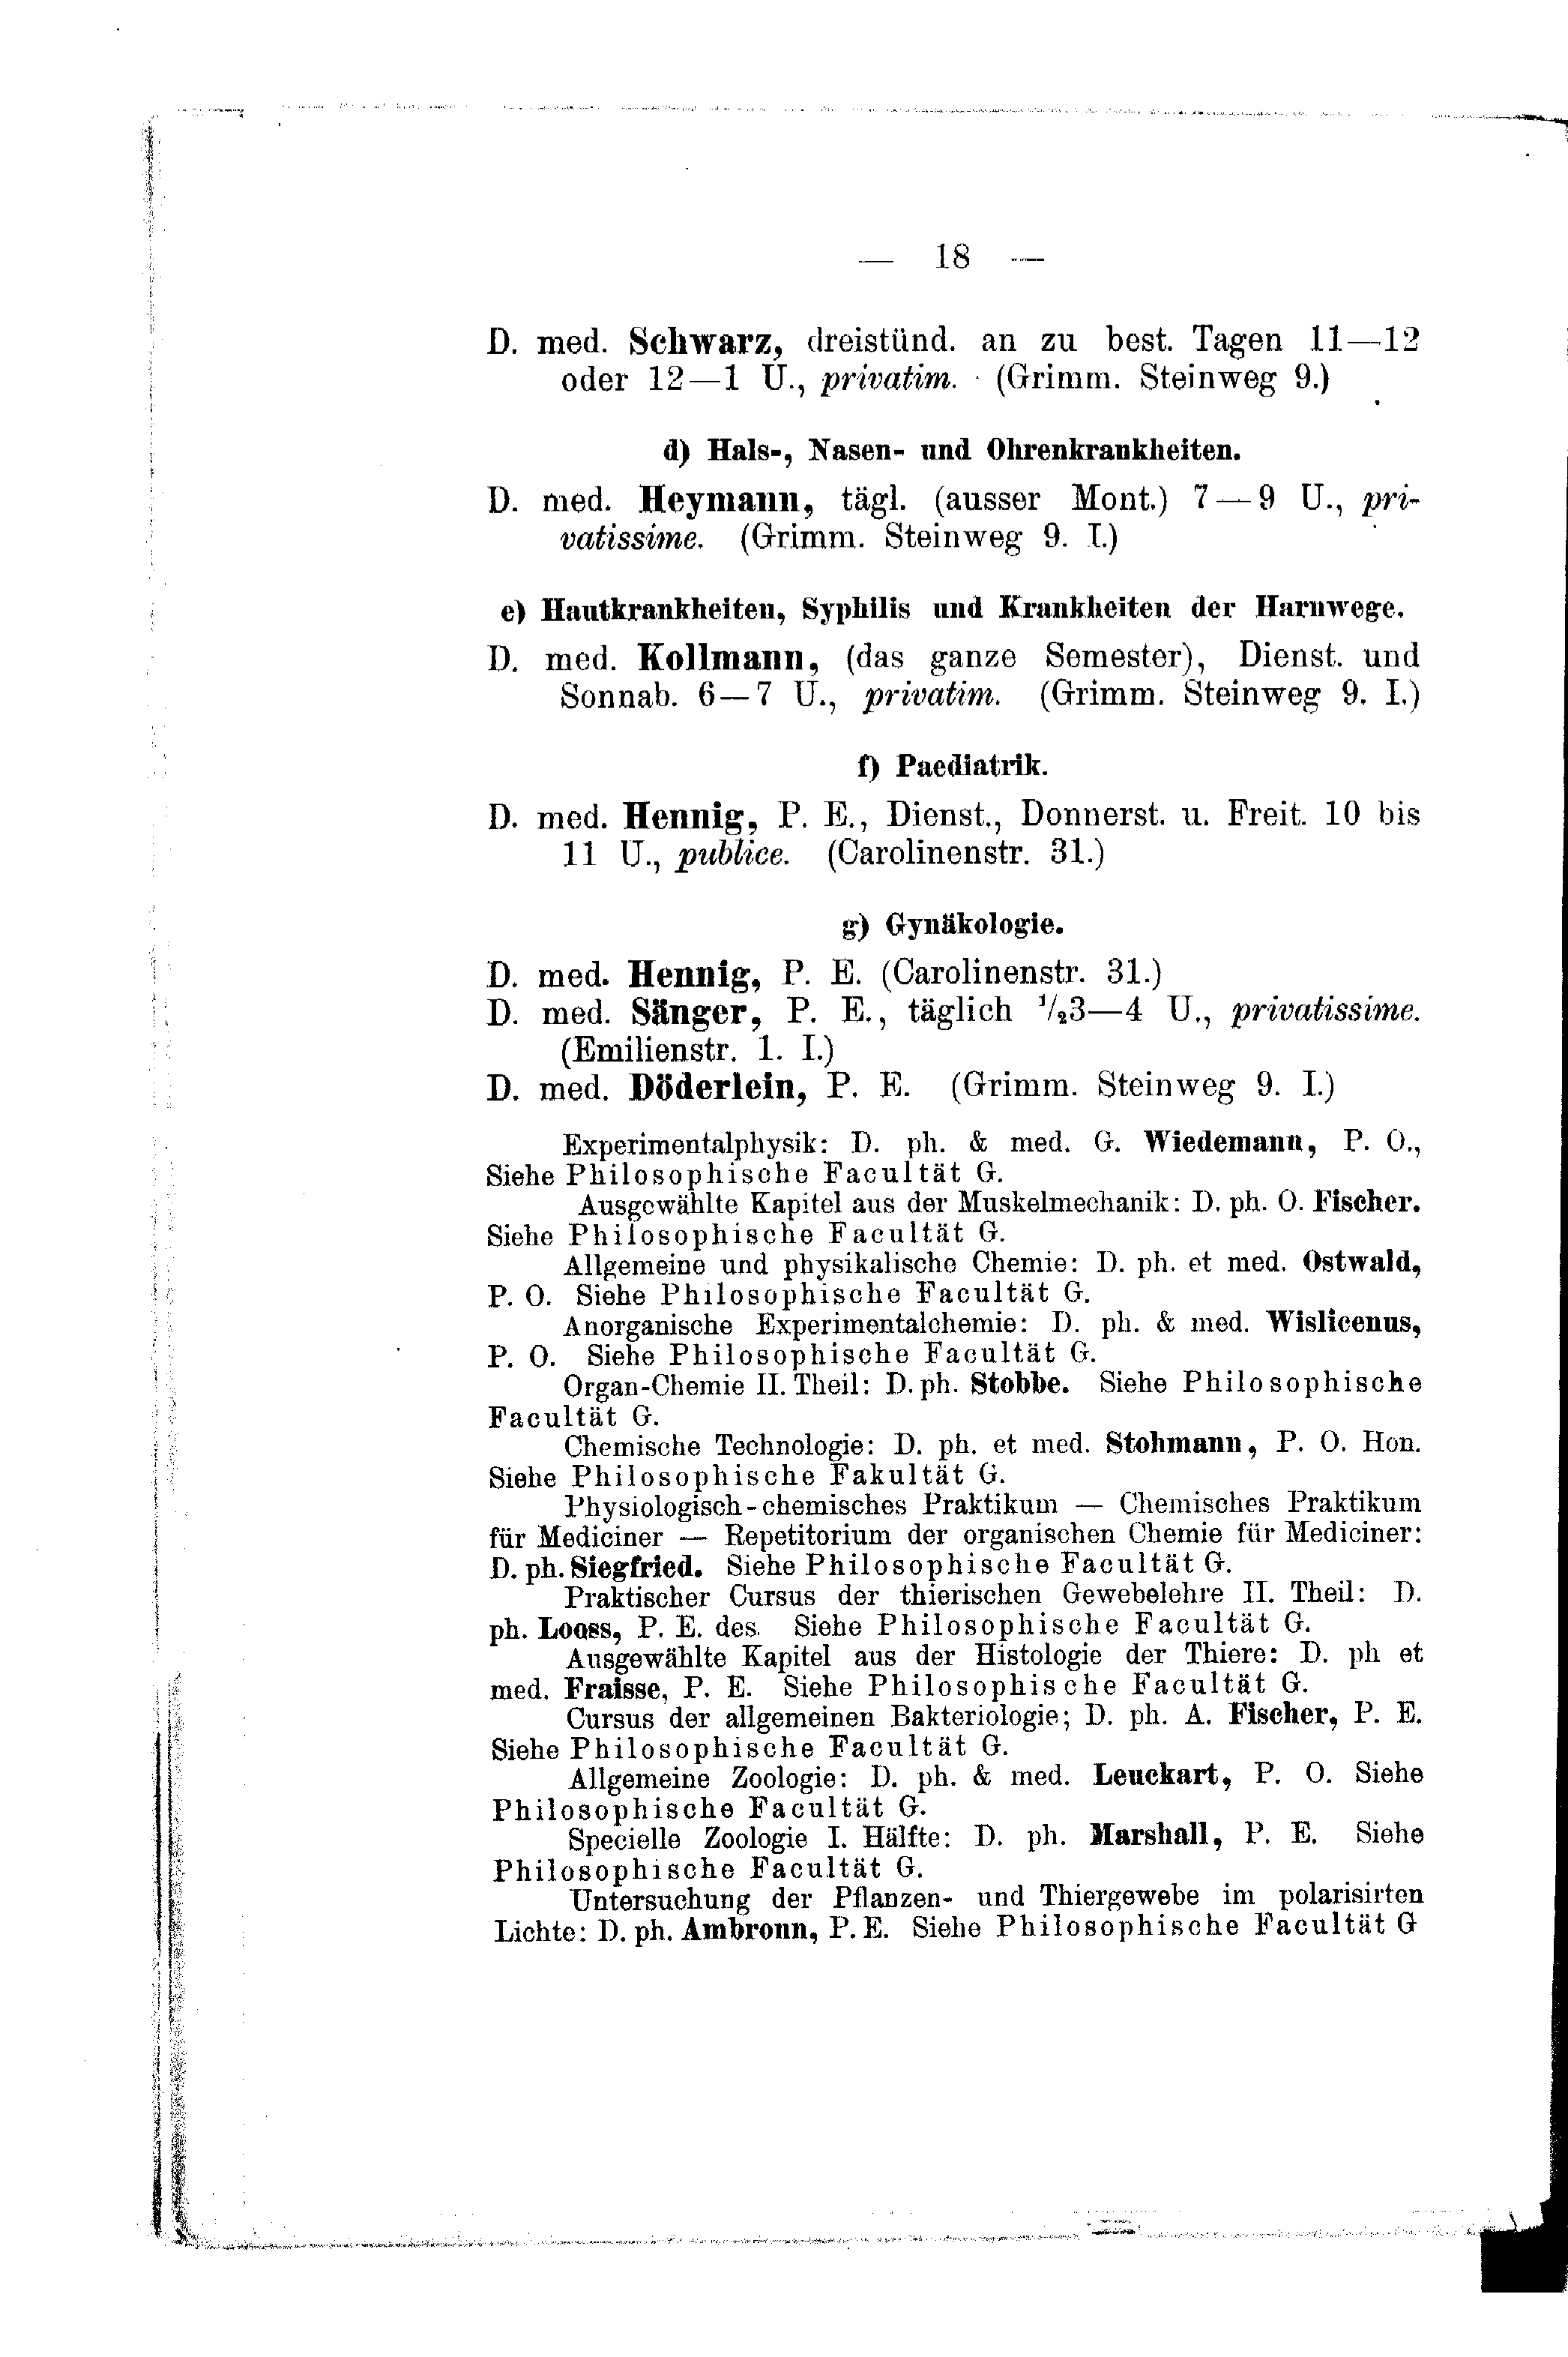 — 18 —
D. med. Schwarz, dreistünd. an zu best. Tagen 11—12
oder 12—1 U., privatim. (Grimm. Steinweg 9.)
d) Hals-, Nasen- und Ohrenkrankheiten.
D. med. Heymann, tägl. (ausser Mont.) 7—9 U., pri-
vatissime. (Grimm. Steinweg 9. I.)
e) Hautkrankheiten, Syphilis und Krankheiten der Harnwege.
D. med. Kollmann, (das ganze Semester), Dienst. und
Sonnab. 6—7 U., privatim. (Grimm. Steinweg 9. I.)
f) Paediatrik.
D. med. Hennig, P. E., Dienst., Donnerst. u. Freit. 10 bis
11 U., publice. (Carolinenstr. 31.)
g) Gynäkologie.
D. med. Hennig, P. E. (Carolinenstr. 31.)
D. med. Sänger, P. E., täglich ½3—4 U., privatissime.
(Emilienstr. 1. I.)
D. med. Döderlein, P. E. (Grimm. Steinweg 9. I.)
Experimentalphysik: D. ph. & med. G. Wiedemann, P. O.,
Siehe Philosophische Facultät G.
Ausgewählte Kapitel aus der Muskelmechanik: D. ph. O. Fischer.
Siehe Philosophische Facultät G.
Allgemeine und physikalische Chemie: D. ph. et med. Ostwald,
P. O. Siehe Philosophische Facultät G.
Anorganische Experimentalchemie: D. ph. & med. Wislicenus,
P. O. Siehe Philosophische Facultät G.
Organ-Chemie II. Theil: D. ph. Stobbe. Siehe Philosophische
Facultät G.
Chemische Technologie: D. ph. et med. Stohmann, P. O. Hon.
Siehe Philosophische Fakultät G.
Physiologisch-chemisches Praktikum — Chemisches Praktikum
für Mediciner — Repetitorium der organischen Chemie für Mediciner:
D. ph. Siegfried. Siehe Philosophische Facultät G.
Praktischer Cursus der thierischen Gewebelehre II. Theil: D.
ph. Looss, P. E. des. Siehe Philosophische Facultät G.
Ausgewählte Kapitel aus der Histologie der Thiere: D. ph et
med. Fraisse, P. E. Siehe Philosophische Facultät G.
Cursus der allgemeinen Bakteriologie; D. ph. A. Fischer, P. E.
Siehe Philosophische Facultät G.
Allgemeine Zoologie: D. ph. & med. Leuckart, P. O. Siehe
Philosophische Facultät G.
Specielle Zoologie I. Hälfte: D. ph. Marshall, P. E. Siehe
Philosophische Facultät G.
Untersuchung der Pflanzen- und Thiergewebe im polarisirten
Lichte: D. ph. Ambronn, P. E. Siehe Philosophische Facultät G